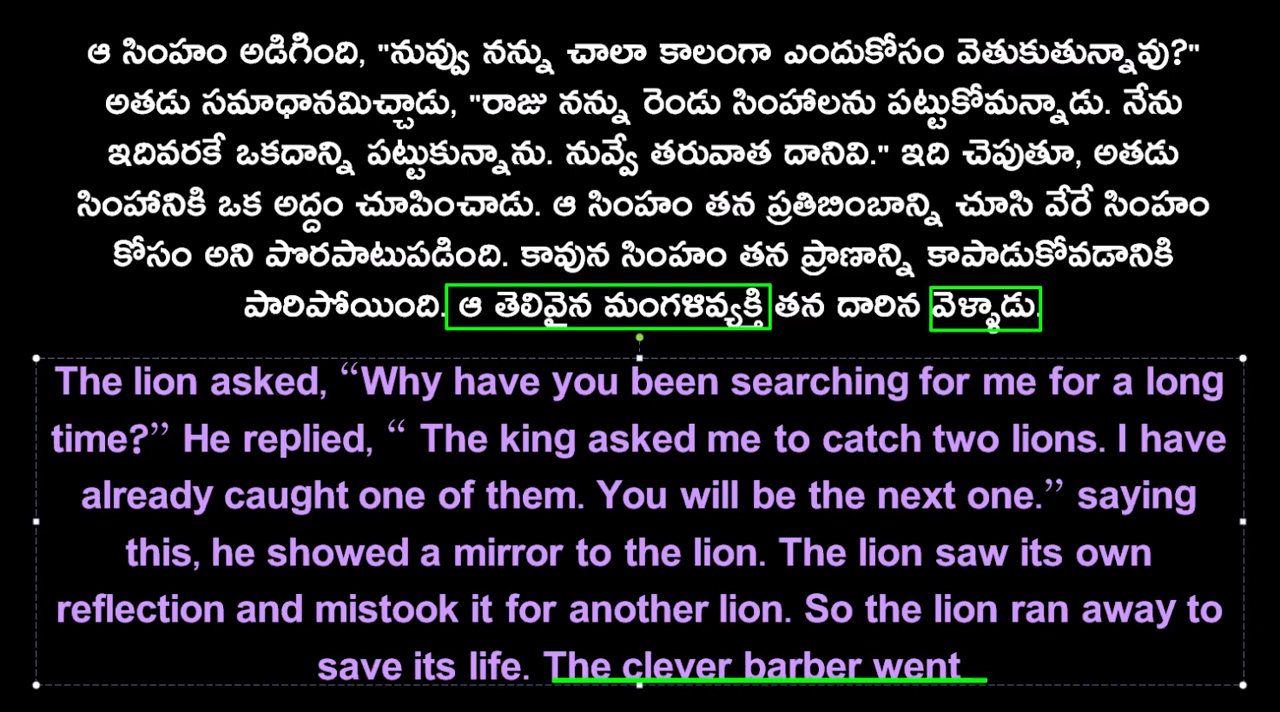 ఆ సింహం అడిగింది, "నువ్వు నన్ను చాలా కాలంగా ఎందుకోసం వెతుకుతున్నావు?"
అతడు సమాధానమిచ్చాడు, "రాజు నన్ను రెండు సింహాలను పట్టుకోమన్నాడు. నేను
ఇదివరకే ఒకదాన్ని పట్టుకున్నాను. నువ్వే తరువాత దానివి." ఇది చెపుతూ, అతడు
సింహానికి ఒక అద్దం చూపించాడు. ఆ సింహం తన ప్రతిబింబాన్ని చూసి వేరే సింహం
కోసం అని పొరపాటుపడింది. కావున సింహం తన ప్రాణాన్ని కాపాడుకోవడానికి
పారిపోయింది. ఆ తెలివైన మంగళివ్యక్తి తన దారిన వెళ్ళాడు.
The lion asked, “Why have you been searching for me for a long
time?” He replied, “ The king asked me to catch two lions. I have
already caught one of them. You will be the next one.” saying
this, he showed a mirror to the lion. The lion saw its own
reflection and mistook it for another lion. So the lion ran away to
save its life. The clever barber went